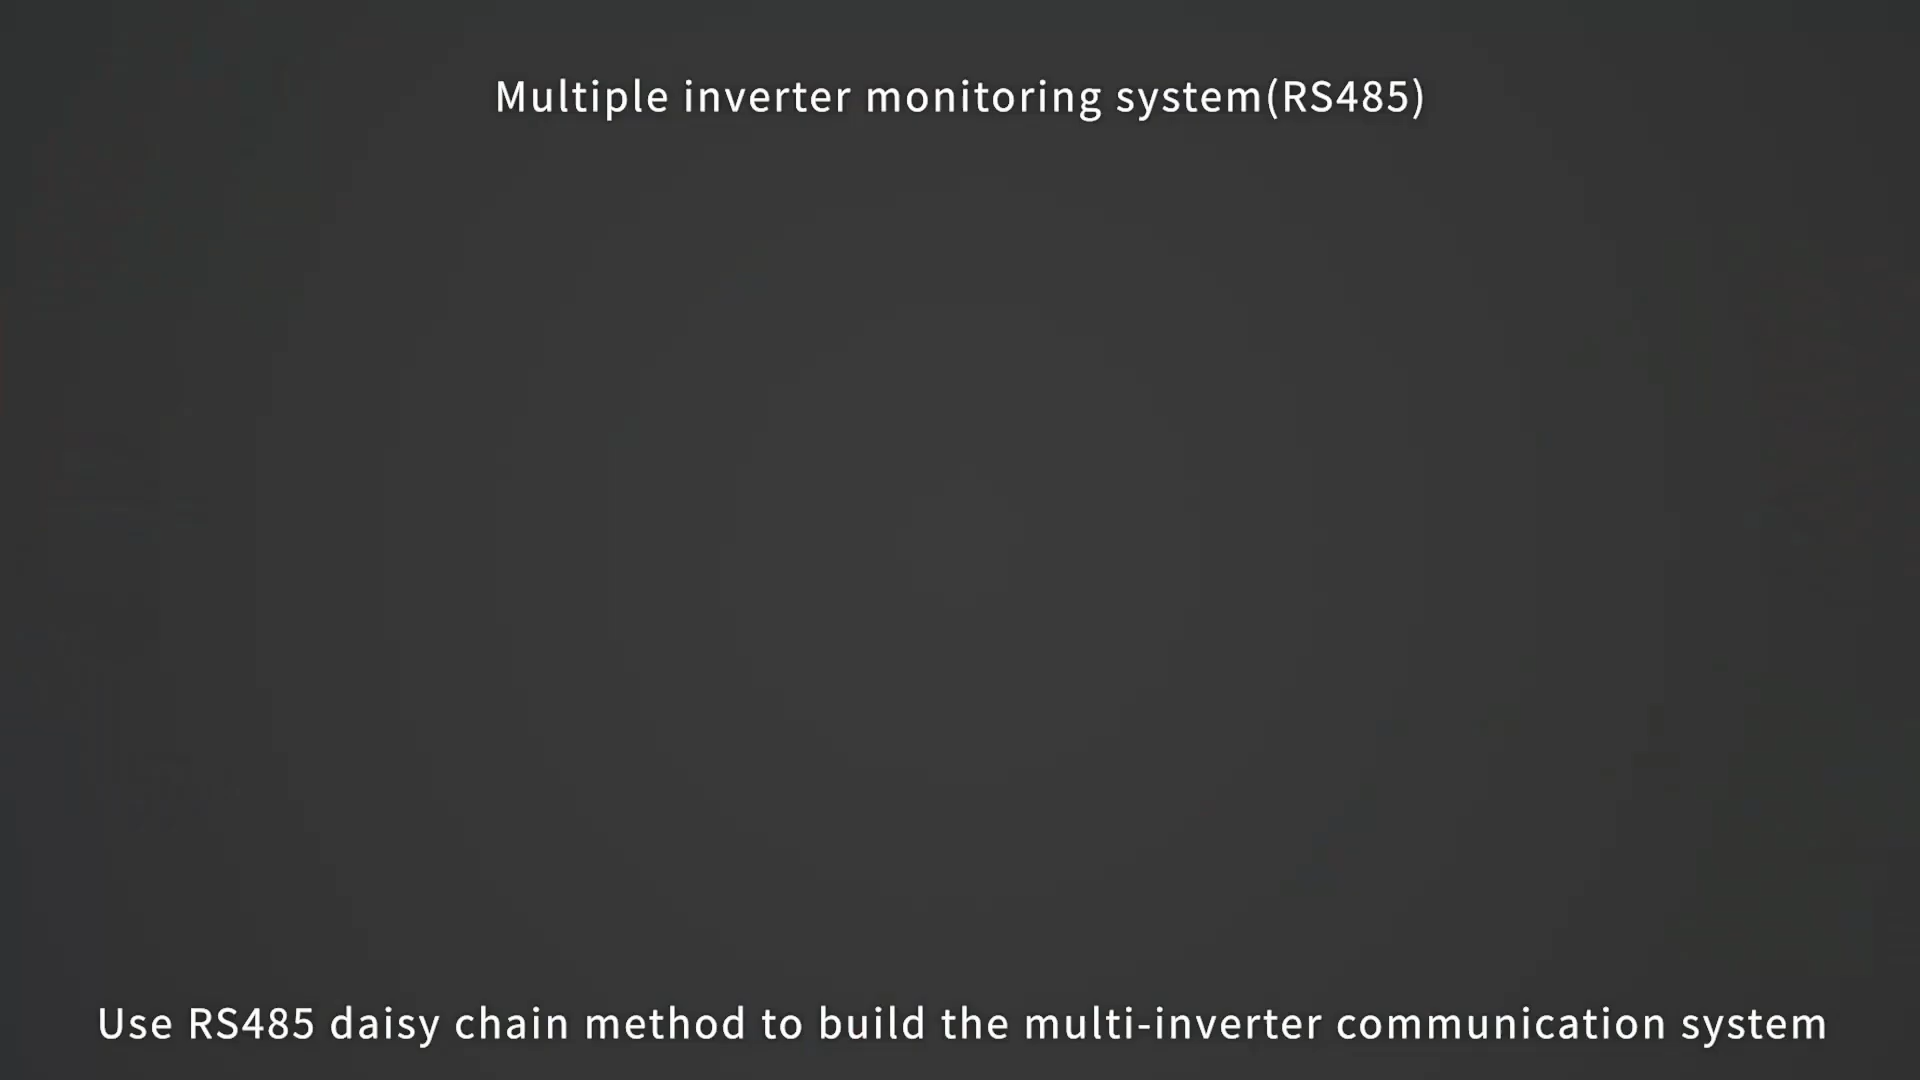 Multiple inverter monitoring system(RS485)
Use RS485 daisy chain method to build the multi-inverter communication system